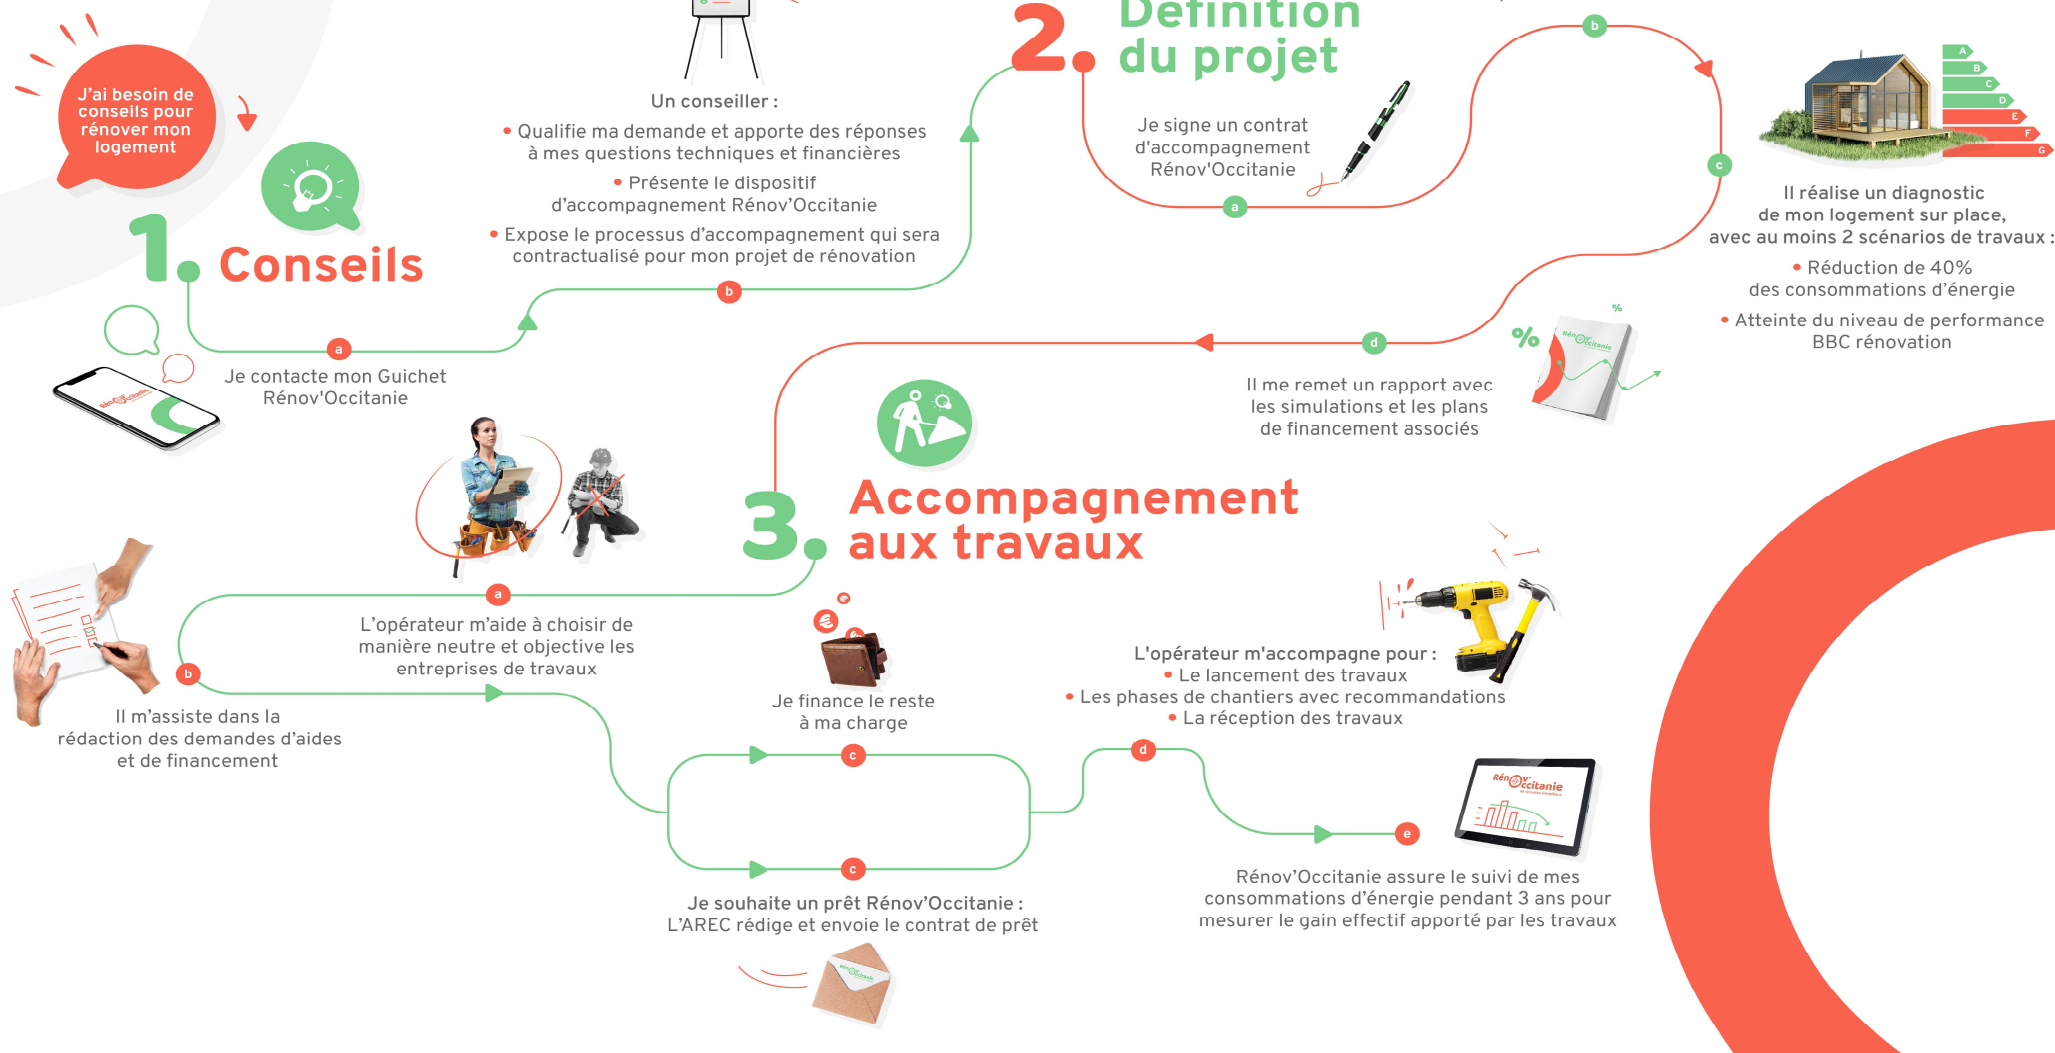 J'ai besoin de
conseils pour
rénover mon
logement
1.
Conseils
a
Je contacte mon Guichet
Rénov'Occitanie
Rénov'Occitanie
Un conseiller :
• Qualifie ma demande et apporte des réponses
à mes questions techniques et financières
• Présente le dispositif
d'accompagnement Rénov'Occitanie
• Expose le processus d'accompagnement qui sera
contractualisé pour mon projet de rénovation
b
2.
Définition
du projet
Je signe un contrat
d'accompagnement
Rénov'Occitanie
a
b
c
A
B
C
D
E
F
G
Il réalise un diagnostic
de mon logement sur place,
avec au moins 2 scénarios de travaux :
• Réduction de 40%
des consommations d'énergie
• Atteinte du niveau de performance
BBC rénovation
d
Il me remet un rapport avec
les simulations et les plans
de financement associés
%
%
Rénov'Occitanie
3.
Accompagnement
aux travaux
a
L'opérateur m'aide à choisir de
manière neutre et objective les
entreprises de travaux
b
Il m'assiste dans la
rédaction des demandes d'aides
et de financement
€
Je finance le reste
à ma charge
c
c
Je souhaite un prêt Rénov'Occitanie :
L'AREC rédige et envoie le contrat de prêt
Rénov'Occitanie
L'opérateur m'accompagne pour :
• Le lancement des travaux
• Les phases de chantiers avec recommandations
• La réception des travaux
d
e
Rénov'Occitanie
Rénov'Occitanie assure le suivi de mes
consommations d'énergie pendant 3 ans pour
mesurer le gain effectif apporté par les travaux